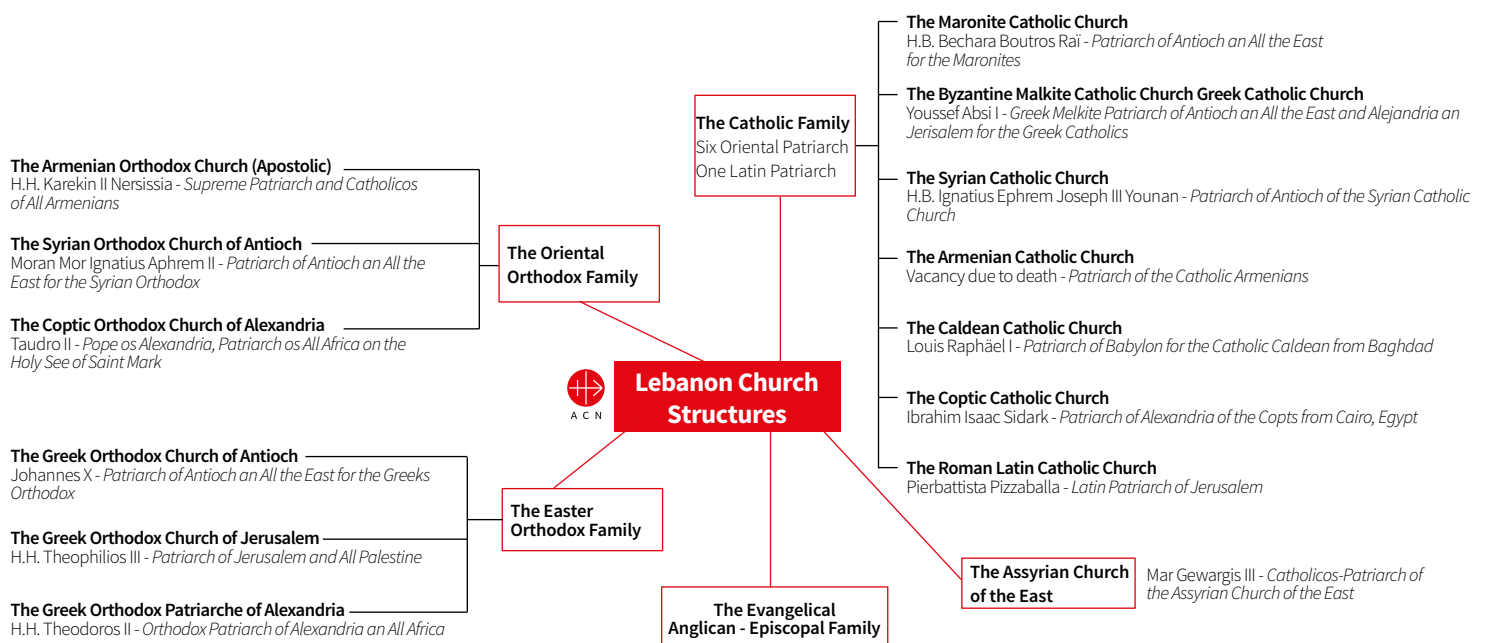 Lebanon Church
Structures
A C N
The Catholic Family
Six Oriental Patriarch
One Latin Patriarch
The Maronite Catholic Church
H.B. Bechara Boutros Raï - Patriarch of Antioch an All the East
for the Maronites
The Byzantine Malkite Catholic Church Greek Catholic Church
Youssef Absi I - Greek Melkite Patriarch of Antioch an All the East and Alejandria an
Jerisalem for the Greek Catholics
The Syrian Catholic Church
H.B. Ignatius Ephrem Joseph III Younan - Patriarch of Antioch of the Syrian Catholic
Church
The Armenian Catholic Church
Vacancy due to death - Patriarch of the Catholic Armenians
The Caldean Catholic Church
Louis Raphäel I - Patriarch of Babylon for the Catholic Caldean from Baghdad
The Coptic Catholic Church
Ibrahim Isaac Sidark - Patriarch of Alexandria of the Copts from Cairo, Egypt
The Roman Latin Catholic Church
Pierbattista Pizzaballa - Latin Patriarch of Jerusalem
The Oriental
Orthodox Family
The Armenian Orthodox Church (Apostolic)
H.H. Karekin II Nersissia - Supreme Patriarch and Catholicos
of All Armenians
The Syrian Orthodox Church of Antioch
Moran Mor Ignatius Aphrem II - Patriarch of Antioch an All the
East for the Syrian Orthodox
The Coptic Orthodox Church of Alexandria
Taudro II - Pope os Alexandria, Patriarch os All Africa on the
Holy See of Saint Mark
The Easter
Orthodox Family
The Greek Orthodox Church of Antioch
Johannes X - Patriarch of Antioch an All the East for the Greeks
Orthodox
The Greek Orthodox Church of Jerusalem
H.H. Theophilios III - Patriarch of Jerusalem and All Palestine
The Greek Orthodox Patriarche of Alexandria
H.H. Theodoros II - Orthodox Patriarch of Alexandria an All Africa
The Evangelical
Anglican - Episcopal Family
The Assyrian Church
of the East
Mar Gewargis III - Catholicos-Patriarch of
the Assyrian Church of the East